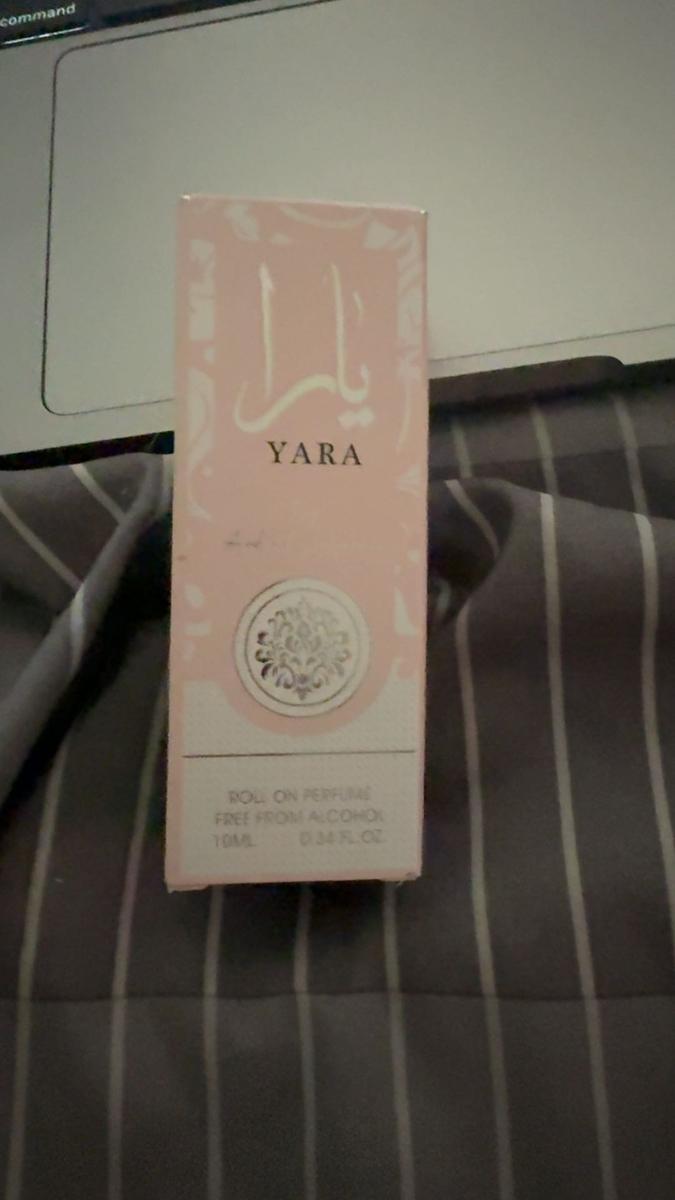 command
يارا
YARA
ROLL ON PERFUME
FREE FROM ALCOHOL
10ML 0.34 FL.OZ.